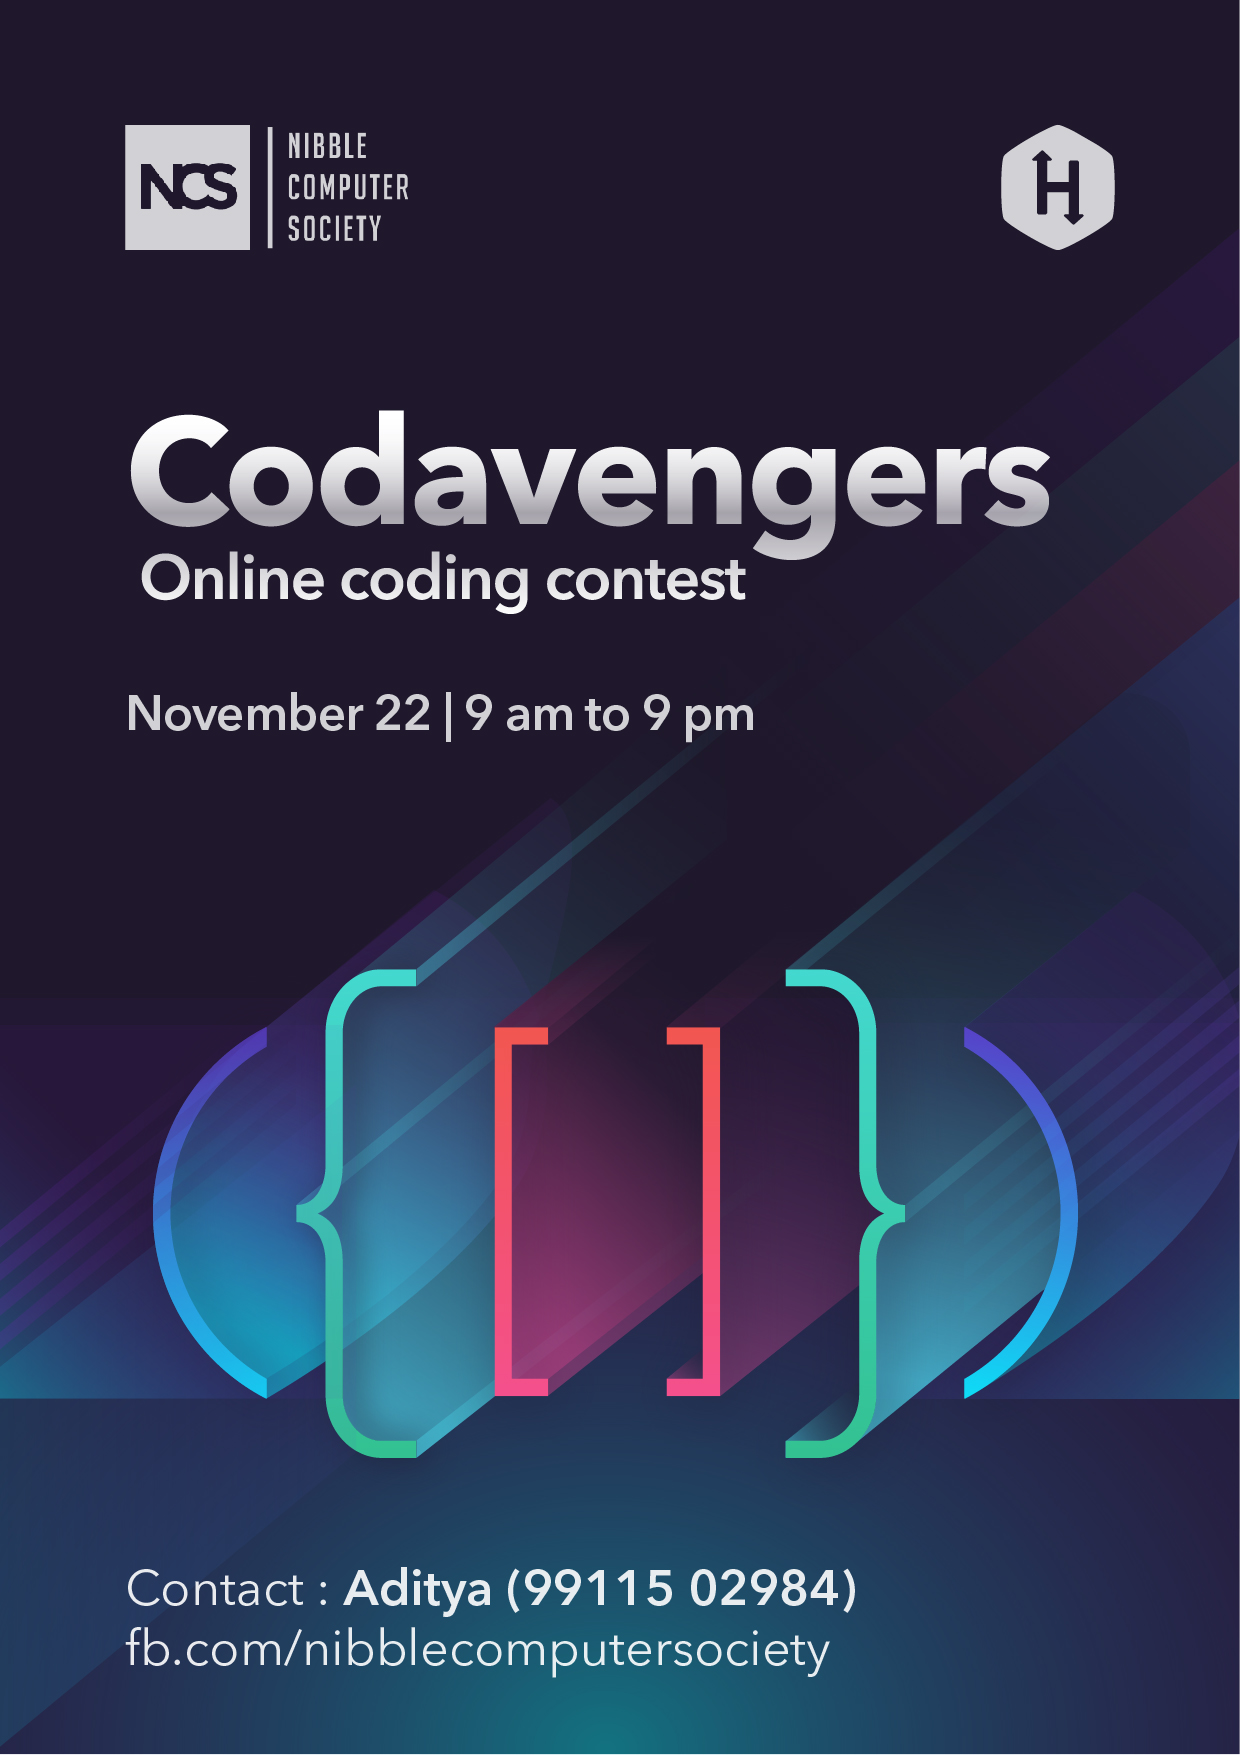 NCS
NIBBLE
COMPUTER
SOCIETY
H
Codavengers
Online coding contest
November 22 | 9 am to 9 pm
({[]})
Contact : Aditya (99115 02984)
fb.com/nibblecomputersociety